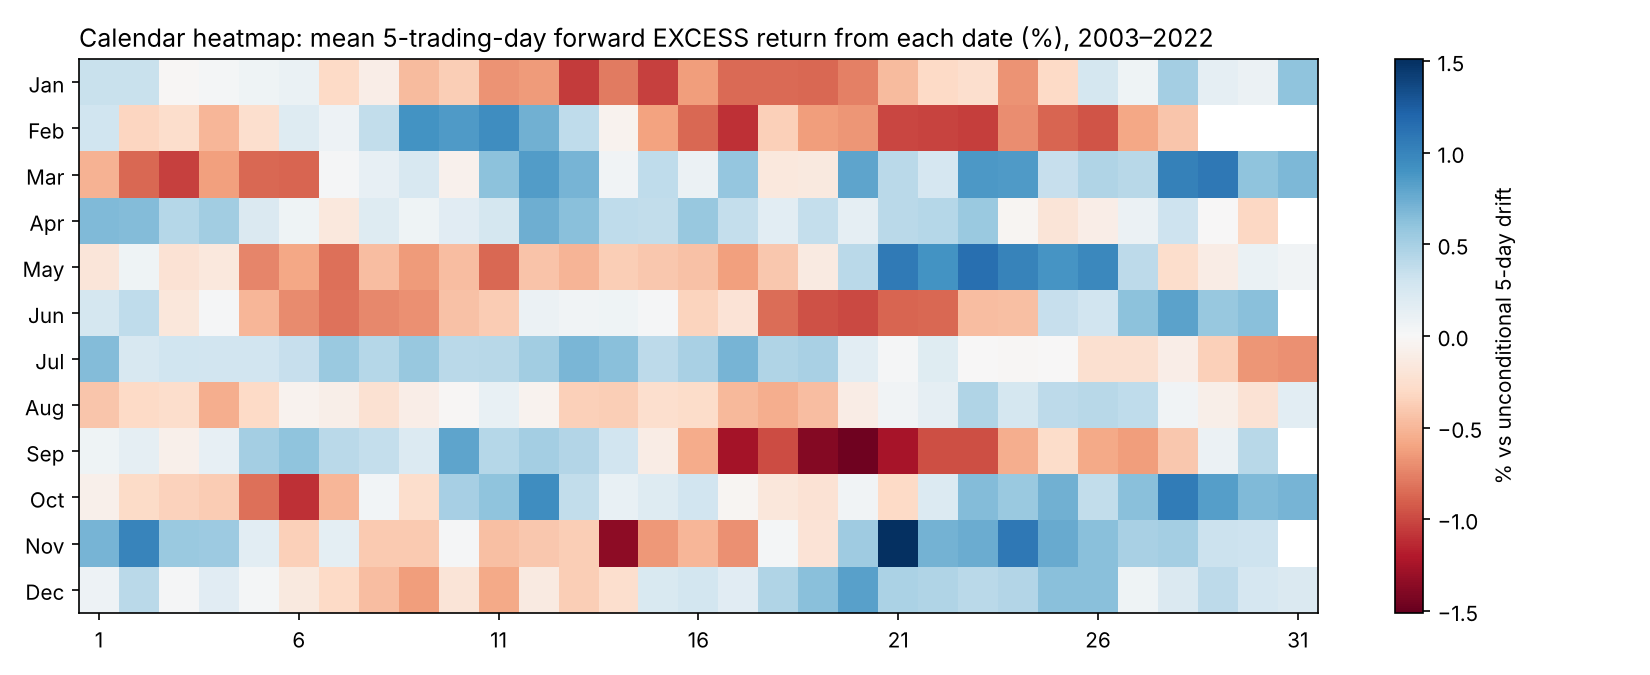 Calendar heatmap: mean 5-trading-day forward EXCESS return from each date (%), 2003–2022
Jan
Feb
Mar
Apr
May
Jun
Jul
Aug
Sep
Oct
Nov
Dec
1 6 11 16 21 26 31
1.5
1.0
0.5
0.0
−0.5
−1.0
−1.5
% vs unconditional 5-day drift